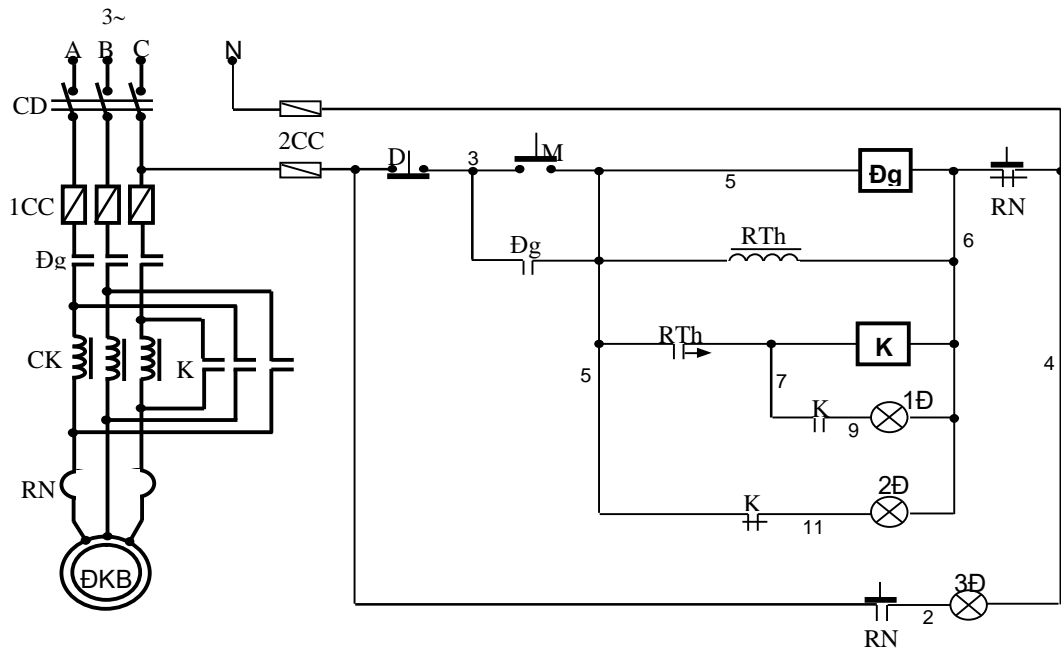 3~
A B C N
CD
2CC
D 3 M
5 Đg
RN
1CC
Đg
Đg RTh 6
CK K
RTh K
5 7 4
K 9 1Đ
RN
K 11 2Đ
ĐKB
3Đ
2
RN